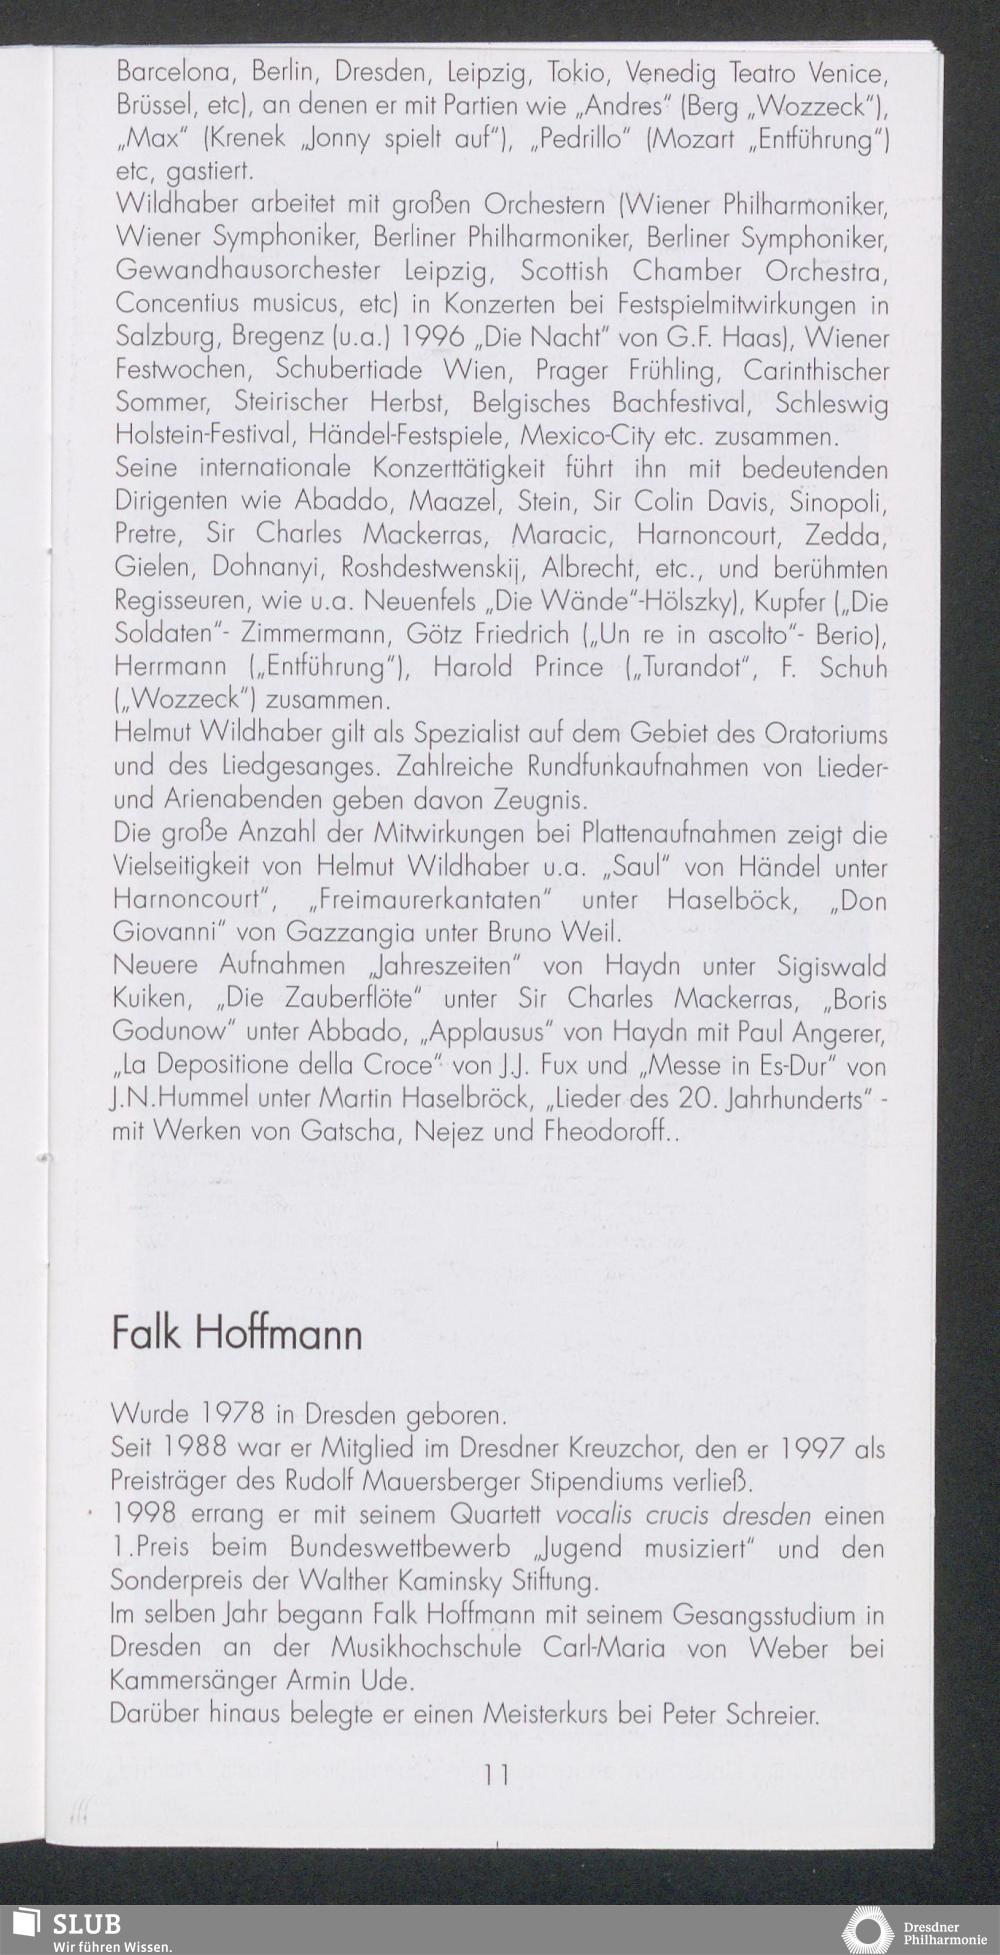 Barcelona, Berlin, Dresden, Leipzig, Tokio, Venedig Teatro Venice,
Brüssel, etc), an denen er mit Partien wie „Andres" (Berg „Wozzeck"),
„Max" (Krenek „Jonny spielt auf"), „Pedrillo" (Mozart „Entführung")
etc, gastiert.
Wildhaber arbeitet mit großen Orchestern (Wiener Philharmoniker,
Wiener Symphoniker, Berliner Philharmoniker, Berliner Symphoniker,
Gewandhausorchester Leipzig, Scottish Chamber Orchestra,
Concentius musicus, etc) in Konzerten bei Festspielmitwirkungen in
Salzburg, Bregenz (u.a.) 1996 „Die Nacht" von G.F. Haas), Wiener
Festwochen, Schubertiade Wien, Prager Frühling, Carinthischer
Sommer, Steirischer Herbst, Belgisches Bachfestival, Schleswig
Holstein-Festival, Händel-Festspiele, Mexico-City etc. zusammen.
Seine internationale Konzerttätigkeit führt ihn mit bedeutenden
Dirigenten wie Abaddo, Maazel, Stein, Sir Colin Davis, Sinopoli,
Pretre, Sir Charles Mackerras, Maracic, Harnoncourt, Zedda,
Gielen, Dohnanyi, Roshdestwenskij, Albrecht, etc., und berühmten
Regisseuren, wie u.a. Neuenfels „Die Wände"-Hölszky), Kupfer („Die
Soldaten"- Zimmermann, Götz Friedrich („Un re in ascolto"- Berio),
Herrmann („Entführung"), Harold Prince („Turandot", F. Schuh
(„Wozzeck") zusammen.
Helmut Wildhaber gilt als Spezialist auf dem Gebiet des Oratoriums
und des Liedgesanges. Zahlreiche Rundfunkaufnahmen von Lieder-
und Arienabenden geben davon Zeugnis.
Die große Anzahl der Mitwirkungen bei Plattenaufnahmen zeigt die
Vielseitigkeit von Helmut Wildhaber u.a. „Saul" von Händel unter
Harnoncourt", „Freimaurerkantaten" unter Haselböck, „Don
Giovanni" von Gazzangia unter Bruno Weil.
Neuere Aufnahmen „Jahreszeiten" von Haydn unter Sigiswald
Kuiken, „Die Zauberflöte" unter Sir Charles Mackerras, „Boris
Godunow" unter Abbado, „Applausus" von Haydn mit Paul Angerer,
„La Depositione della Croce" von J.J. Fux und „Messe in Es-Dur" von
J.N.Hummel unter Martin Haselbröck, „Lieder des 20. Jahrhunderts" -
mit Werken von Gatscha, Nejez und Fheodoroff..
Falk Hoffmann
Wurde 1978 in Dresden geboren.
Seit 1988 war er Mitglied im Dresdner Kreuzchor, den er 1997 als
Preisträger des Rudolf Mauersberger Stipendiums verließ.
1998 errang er mit seinem Quartett vocalis crucis dresden einen
1.Preis beim Bundeswettbewerb „Jugend musiziert" und den
Sonderpreis der Walther Kaminsky Stiftung.
Im selben Jahr begann Falk Hoffmann mit seinem Gesangsstudium in
Dresden an der Musikhochschule Carl-Maria von Weber bei
Kammersänger Armin Ude.
Darüber hinaus belegte er einen Meisterkurs bei Peter Schreier.
11
SLUB
Wir führen Wissen.
Dresdner
Philharmonie